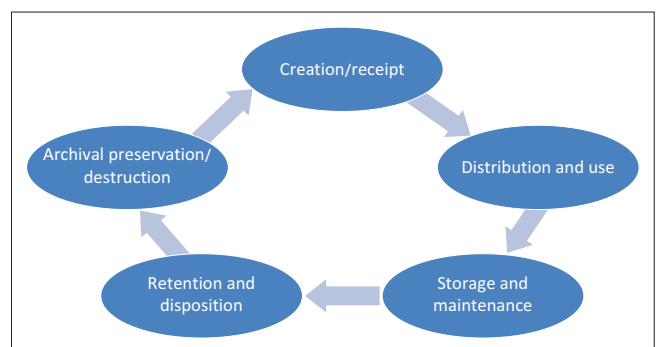 Creation/receipt
Distribution and use
Storage and
maintenance
Retention and
disposition
Archival preservation/
destruction